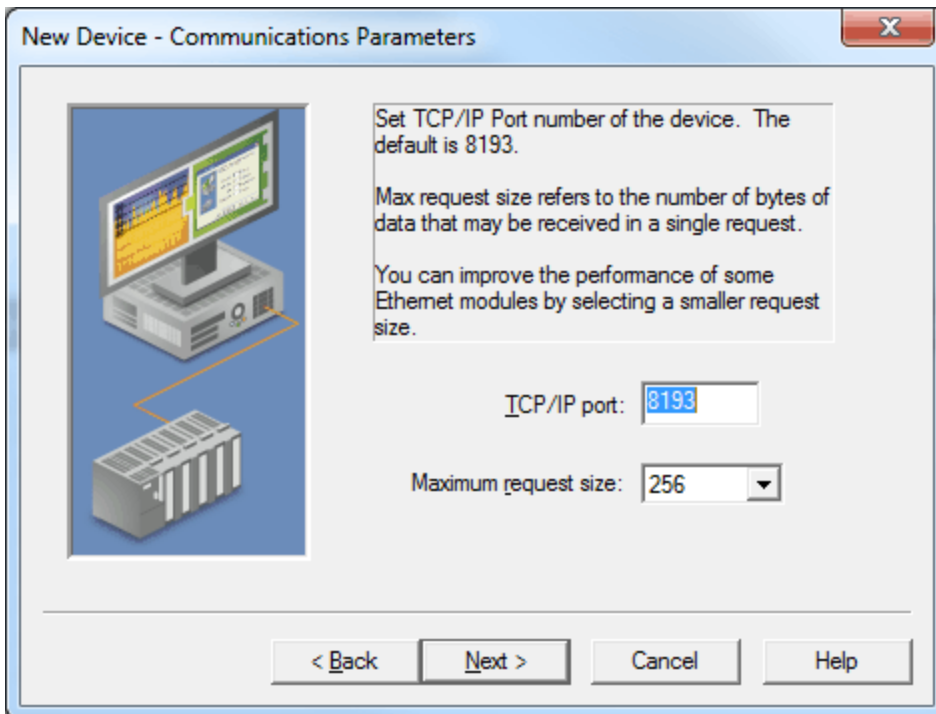 New Device - Communications Parameters
Set TCP/IP Port number of the device. The
default is 8193.
Max request size refers to the number of bytes of
data that may be received in a single request.
You can improve the performance of some
Ethernet modules by selecting a smaller request
size.
TCP/IP port: 8193
Maximum request size: 256
< Back Next > Cancel Help